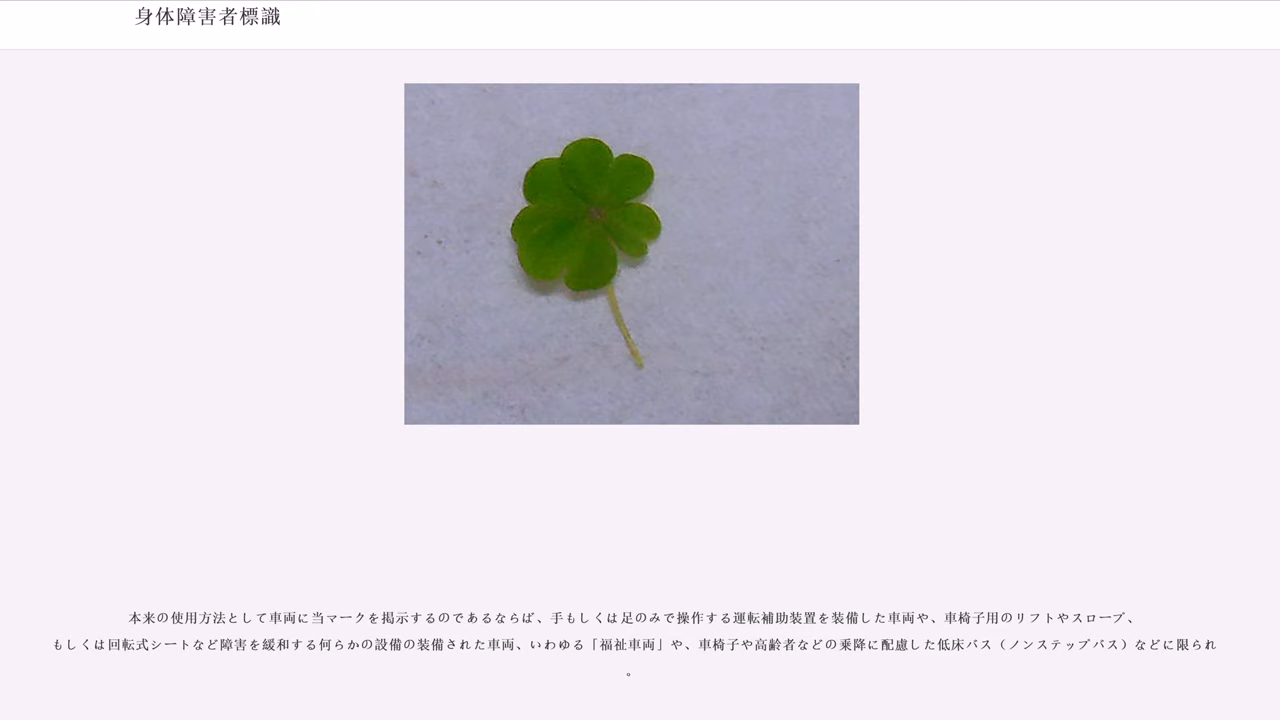 身体障害者標識
本来の使用方法として車両に当マークを掲示するのであるならば、手もしくは足のみで操作する運転補助装置を装備した車両や、車椅子用のリフトやスロープ、
もしくは回転式シートなど障害を緩和する何らかの設備の装備された車両、いわゆる「福祉車両」や、車椅子や高齢者などの乗降に配慮した低床バス（ノンステップバス）などに限られ
。